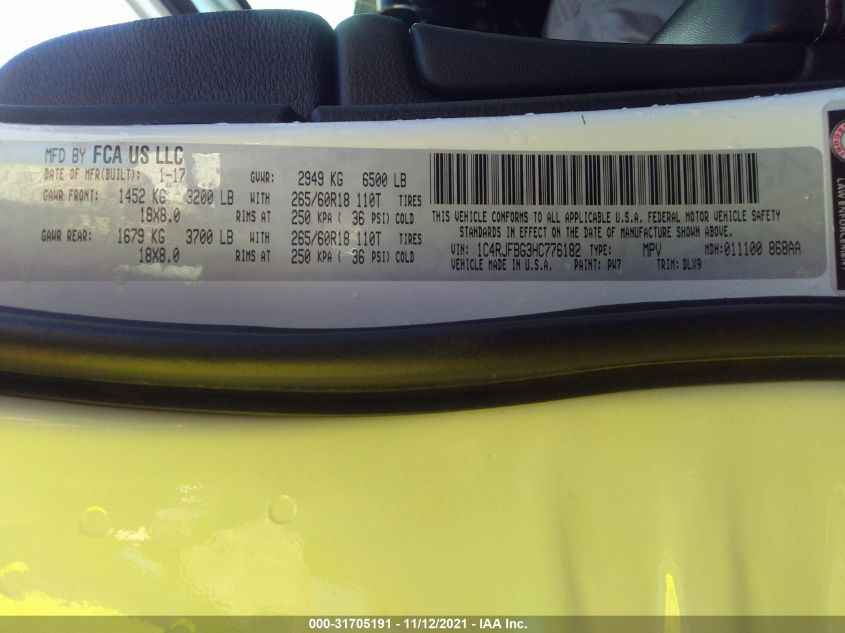 MFD BY FCA US LLC
DATE OF MFR(BUILT): 1-17 GVWR: 2949 KG 6500 LB
GAWR FRONT: 1452 KG 3200 LB WITH 265/60R18 110T TIRES
18X8.0 RIMS AT 250 KPA ( 36 PSI) COLD
GAWR REAR: 1679 KG 3700 LB WITH 265/60R18 110T TIRES
18X8.0 RIMS AT 250 KPA ( 36 PSI) COLD
THIS VEHICLE CONFORMS TO ALL APPLICABLE U.S.A. FEDERAL MOTOR VEHICLE SAFETY
STANDARDS IN EFFECT ON THE DATE OF MANUFACTURE SHOWN ABOVE.
VIN: 1C4RJFBG3HC776182 TYPE: MPV MDH:011100 868AA
VEHICLE MADE IN U.S.A. PAINT: PW7 TRIM: DLX9
LAW ENFORCEMENT
000-31705191 - 11/12/2021 - IAA Inc.